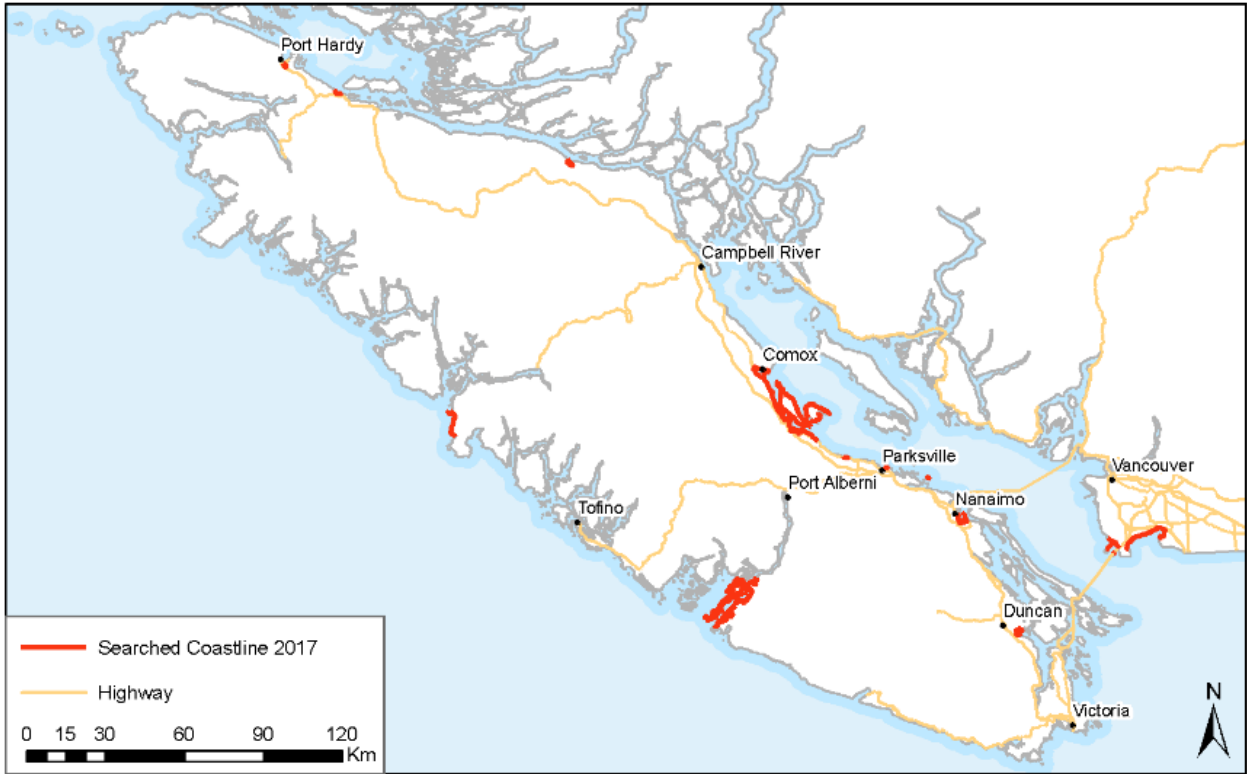 Port Hardy
Campbell River
Comox
Parksville
Port Alberni
Vancouver
Nanaimo
Tofino
Duncan
Victoria
Searched Coastline 2017
Highway
0 15 30 60 90 120
Km
N